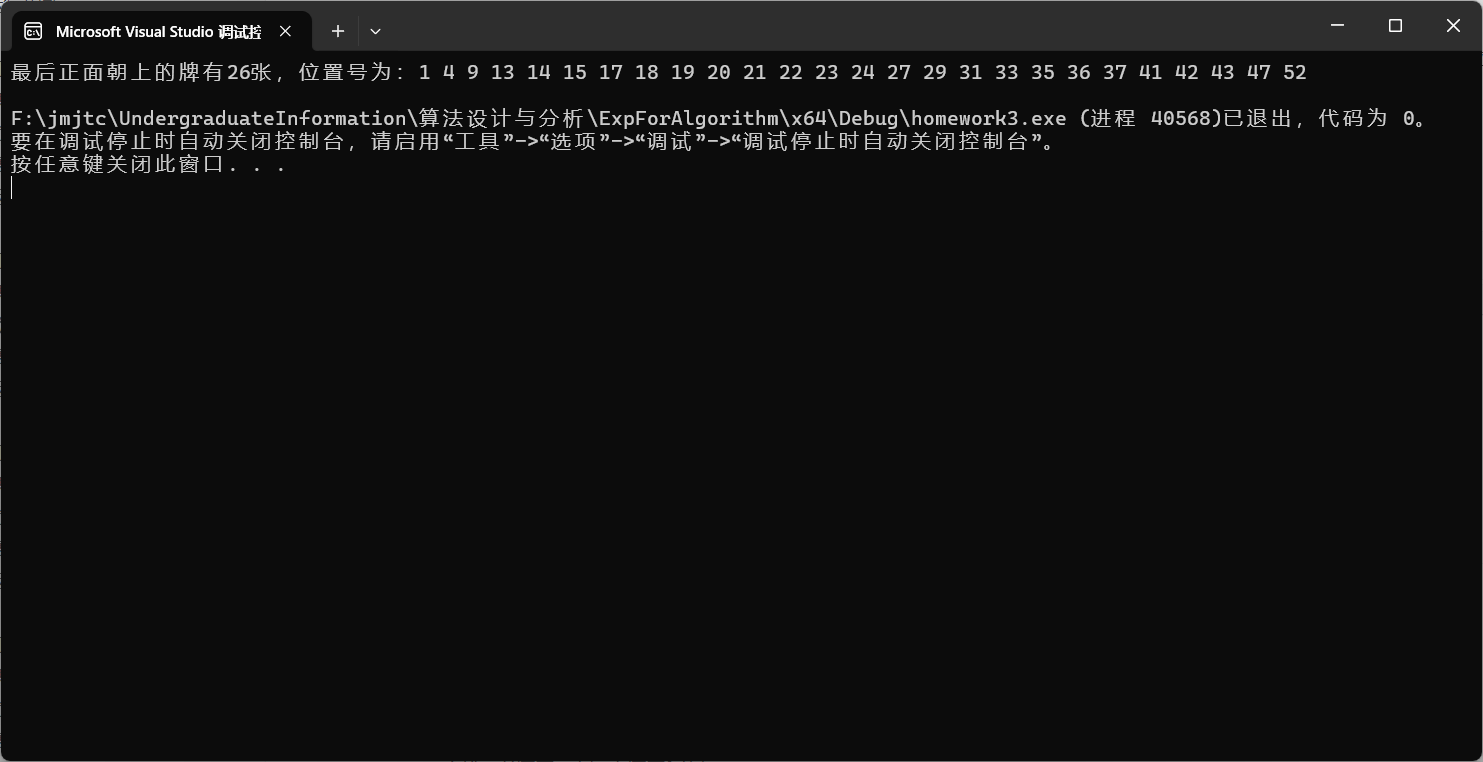 Microsoft Visual Studio 调试控
最后正面朝上的牌有26张，位置号为：1 4 9 13 14 15 17 18 19 20 21 22 23 24 27 29 31 33 35 36 37 41 42 43 47 52
F:\jmjtc\UndergraduateInformation\算法设计与分析\ExpForAlgorithm\x64\Debug\homework3.exe (进程 40568)已退出，代码为 0。
要在调试停止时自动关闭控制台，请启用“工具”->“选项”->“调试”->“调试停止时自动关闭控制台”。
按任意键关闭此窗口. . .